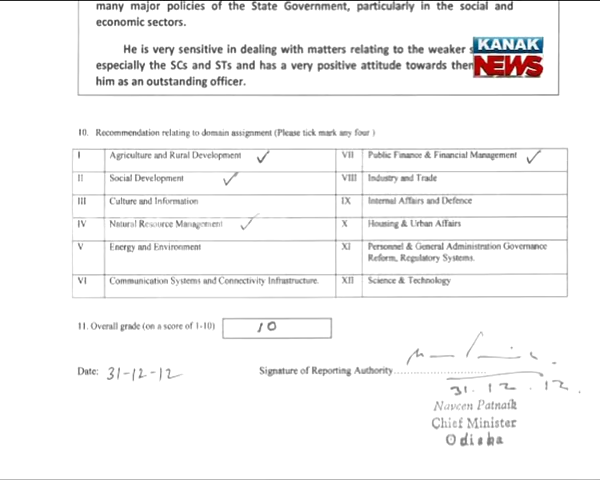 many major policies of the State Government, particularly in the social and
economic sectors.
He is very sensitive in dealing with matters relating to the weaker
KANAK
NEWS
especially the SCs and STs and has a very positive attitude towards
him as an outstanding officer.
10. Recommendation relating to domain assignment (Please tick mark any four )
I Agriculture and Rural Development ✓ VII Public Finance & Financial Management ✓
II Social Development ✓ VIII Industry and Trade
III Culture and Information IX Internal Affairs and Defence
IV Natural Resource Management ✓ X Housing & Urban Affairs
V Energy and Environment XI Personnel & General Administration Governance
Reform, Regulatory Systems.
VI Communication Systems and Connectivity Infrastructure. XII Science & Technology
11. Overall grade (on a score of 1-10) 10
Date: 31-12-12 Signature of Reporting Authority
31.12.12.
Naveen Patnaik
Chief Minister
Odisha